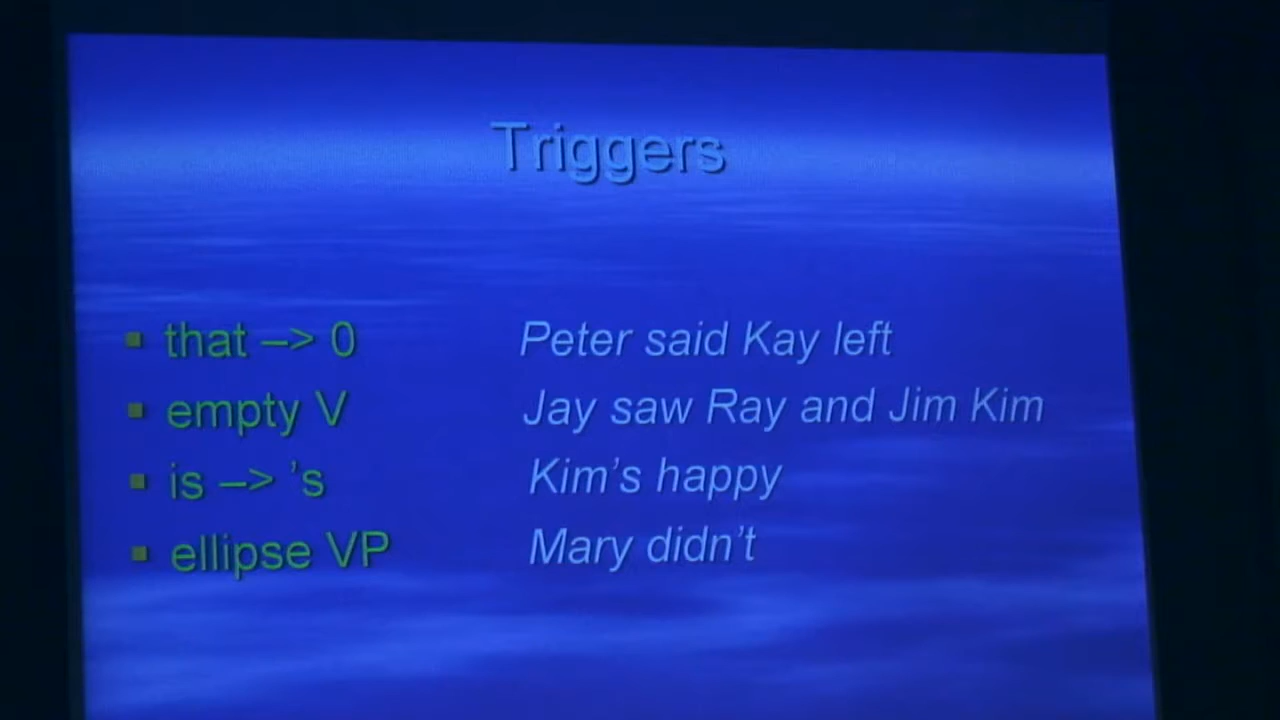 Triggers
▪ that –> 0 Peter said Kay left
▪ empty V Jay saw Ray and Jim Kim
▪ is –> ’s Kim’s happy
▪ ellipse VP Mary didn’t